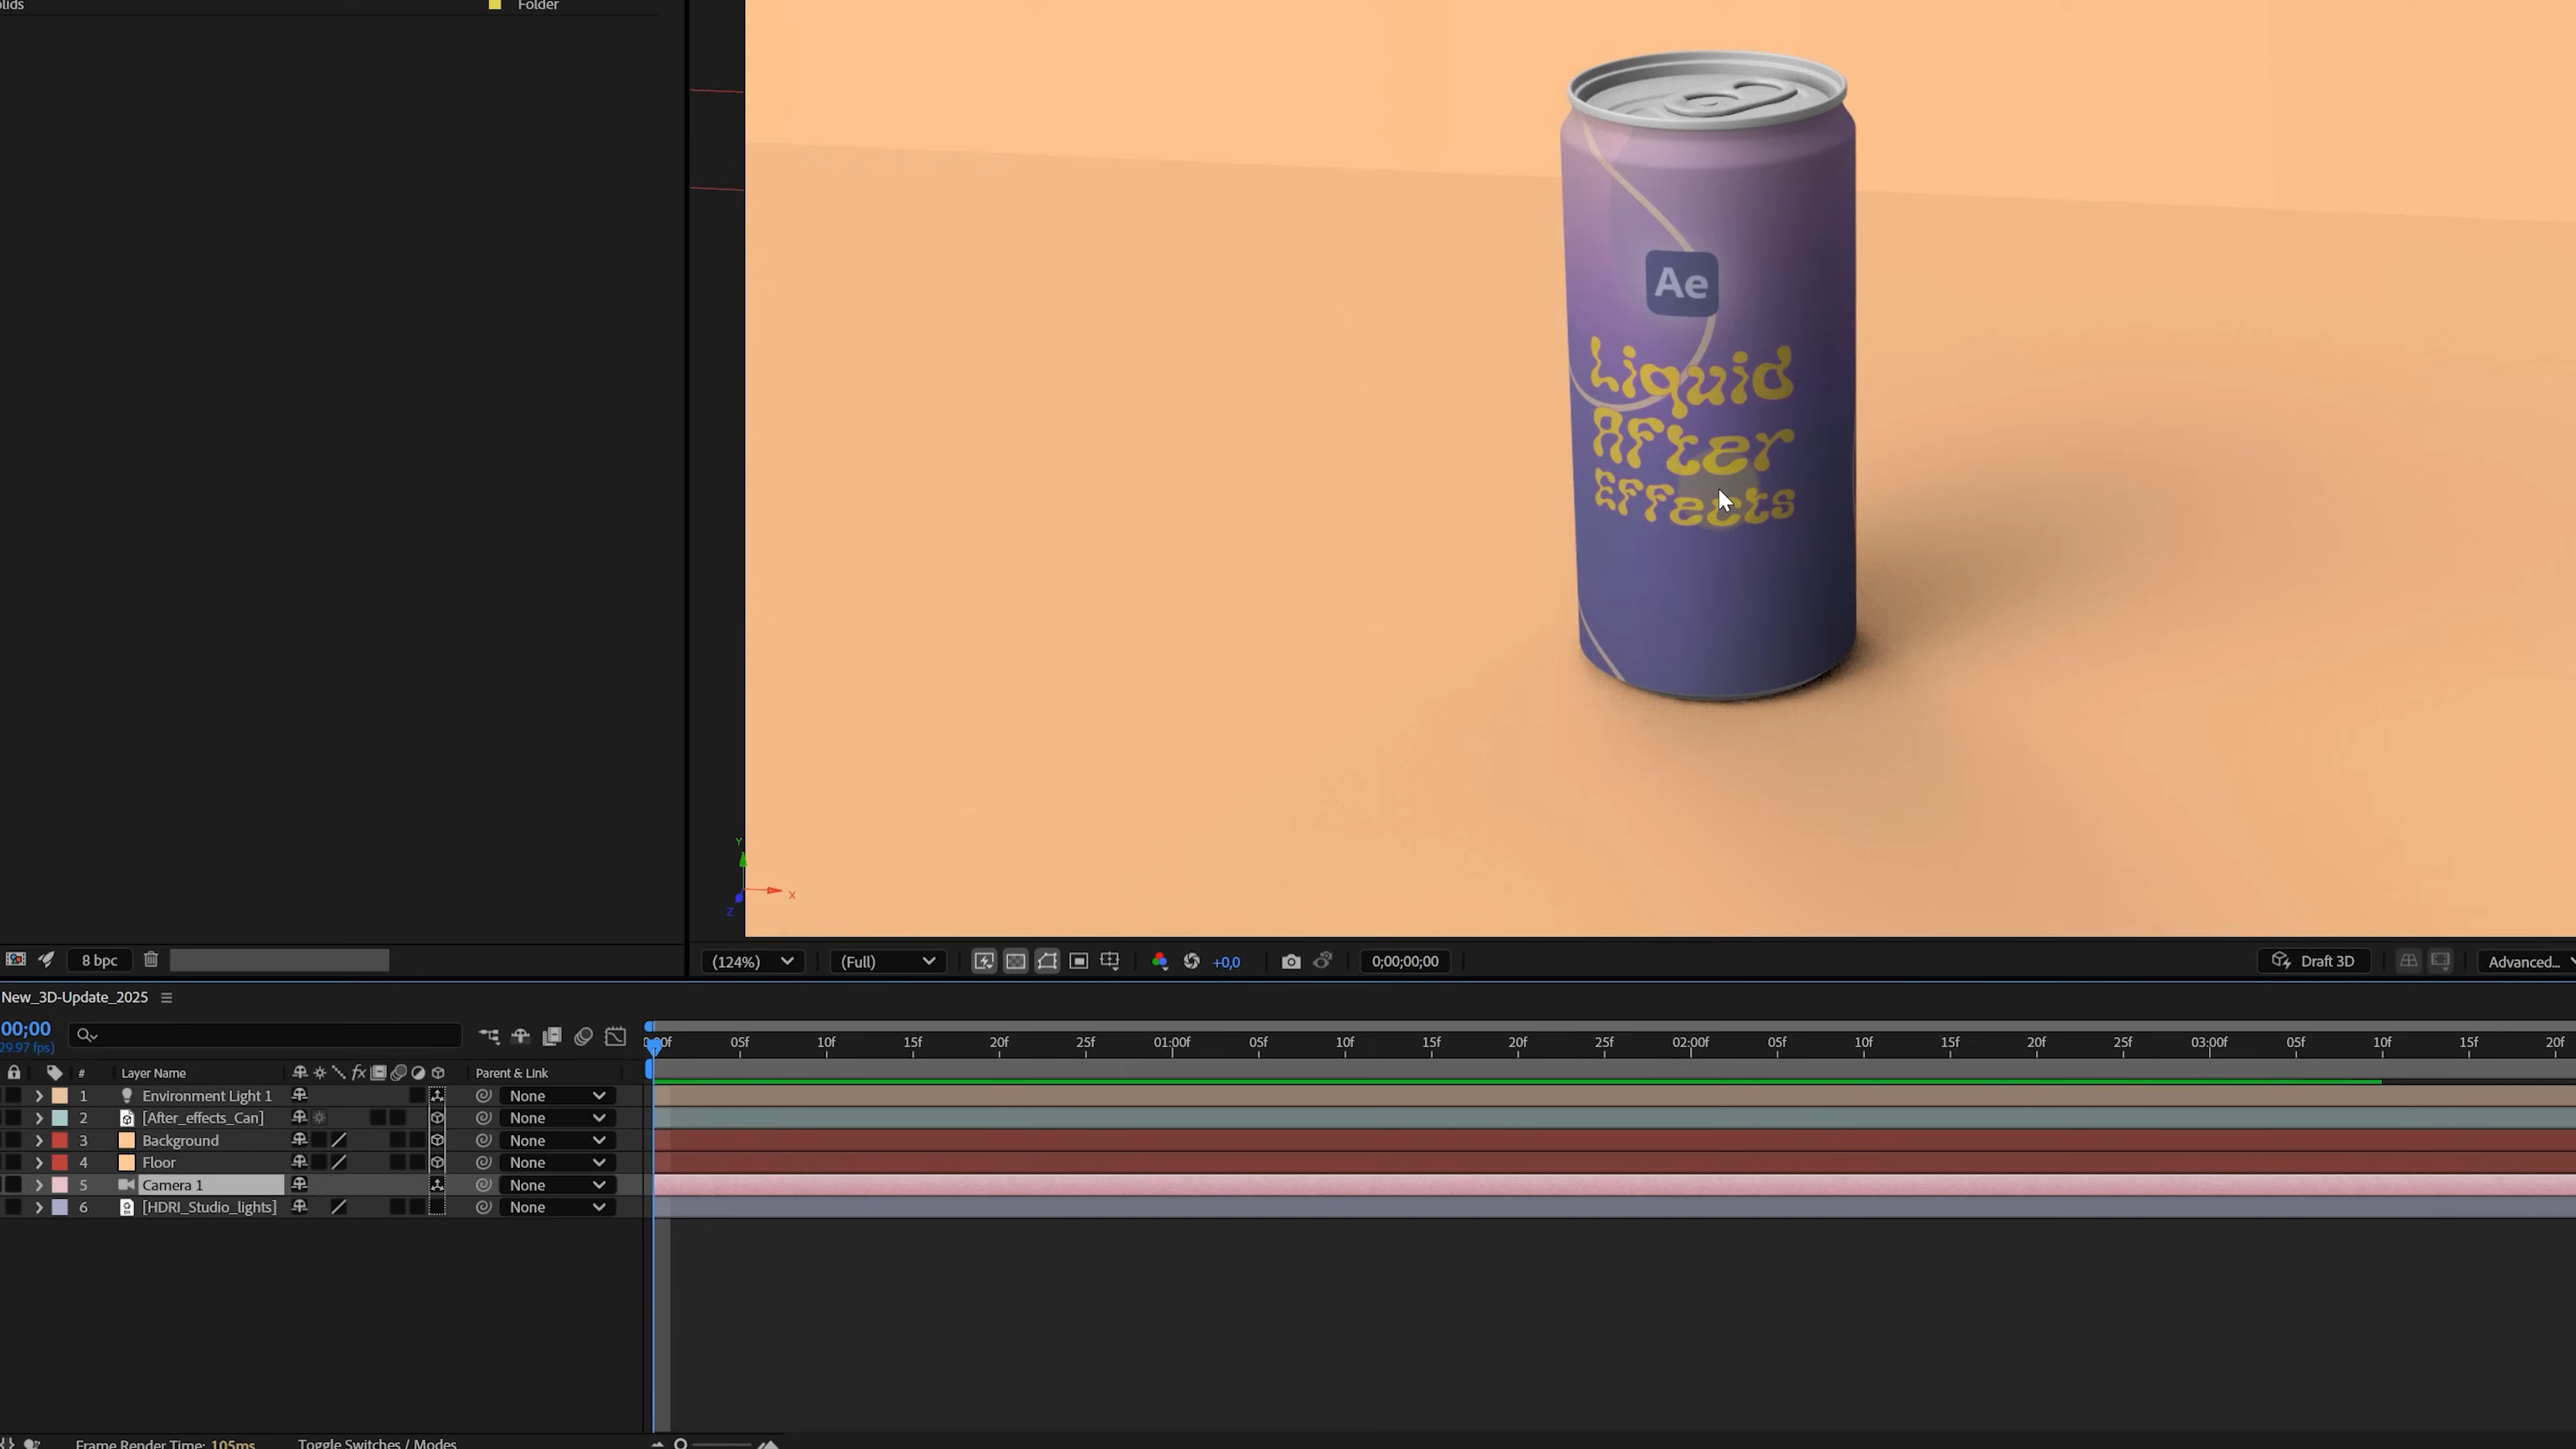 olids
Folder
Ae
Liquid
After
Effects
Y
X
Z
8 bpc
(124%)
(Full)
+0,0
0;00;00;00
Draft 3D
Advanced...
New_3D-Update_2025
00;00
29.97 fps)
0:00f 05f 10f 15f 20f 25f 01:00f 05f 10f 15f 20f 25f 02:00f 05f 10f 15f 20f 25f 03:00f 05f 10f 15f 20f
# Layer Name fx Parent & Link
1 Environment Light 1 None
2 [After_effects_Can] None
3 Background None
4 Floor None
5 Camera 1 None
6 [HDRI_Studio_lights] None
Frame Render Time: 105ms Toggle Switches / Modes